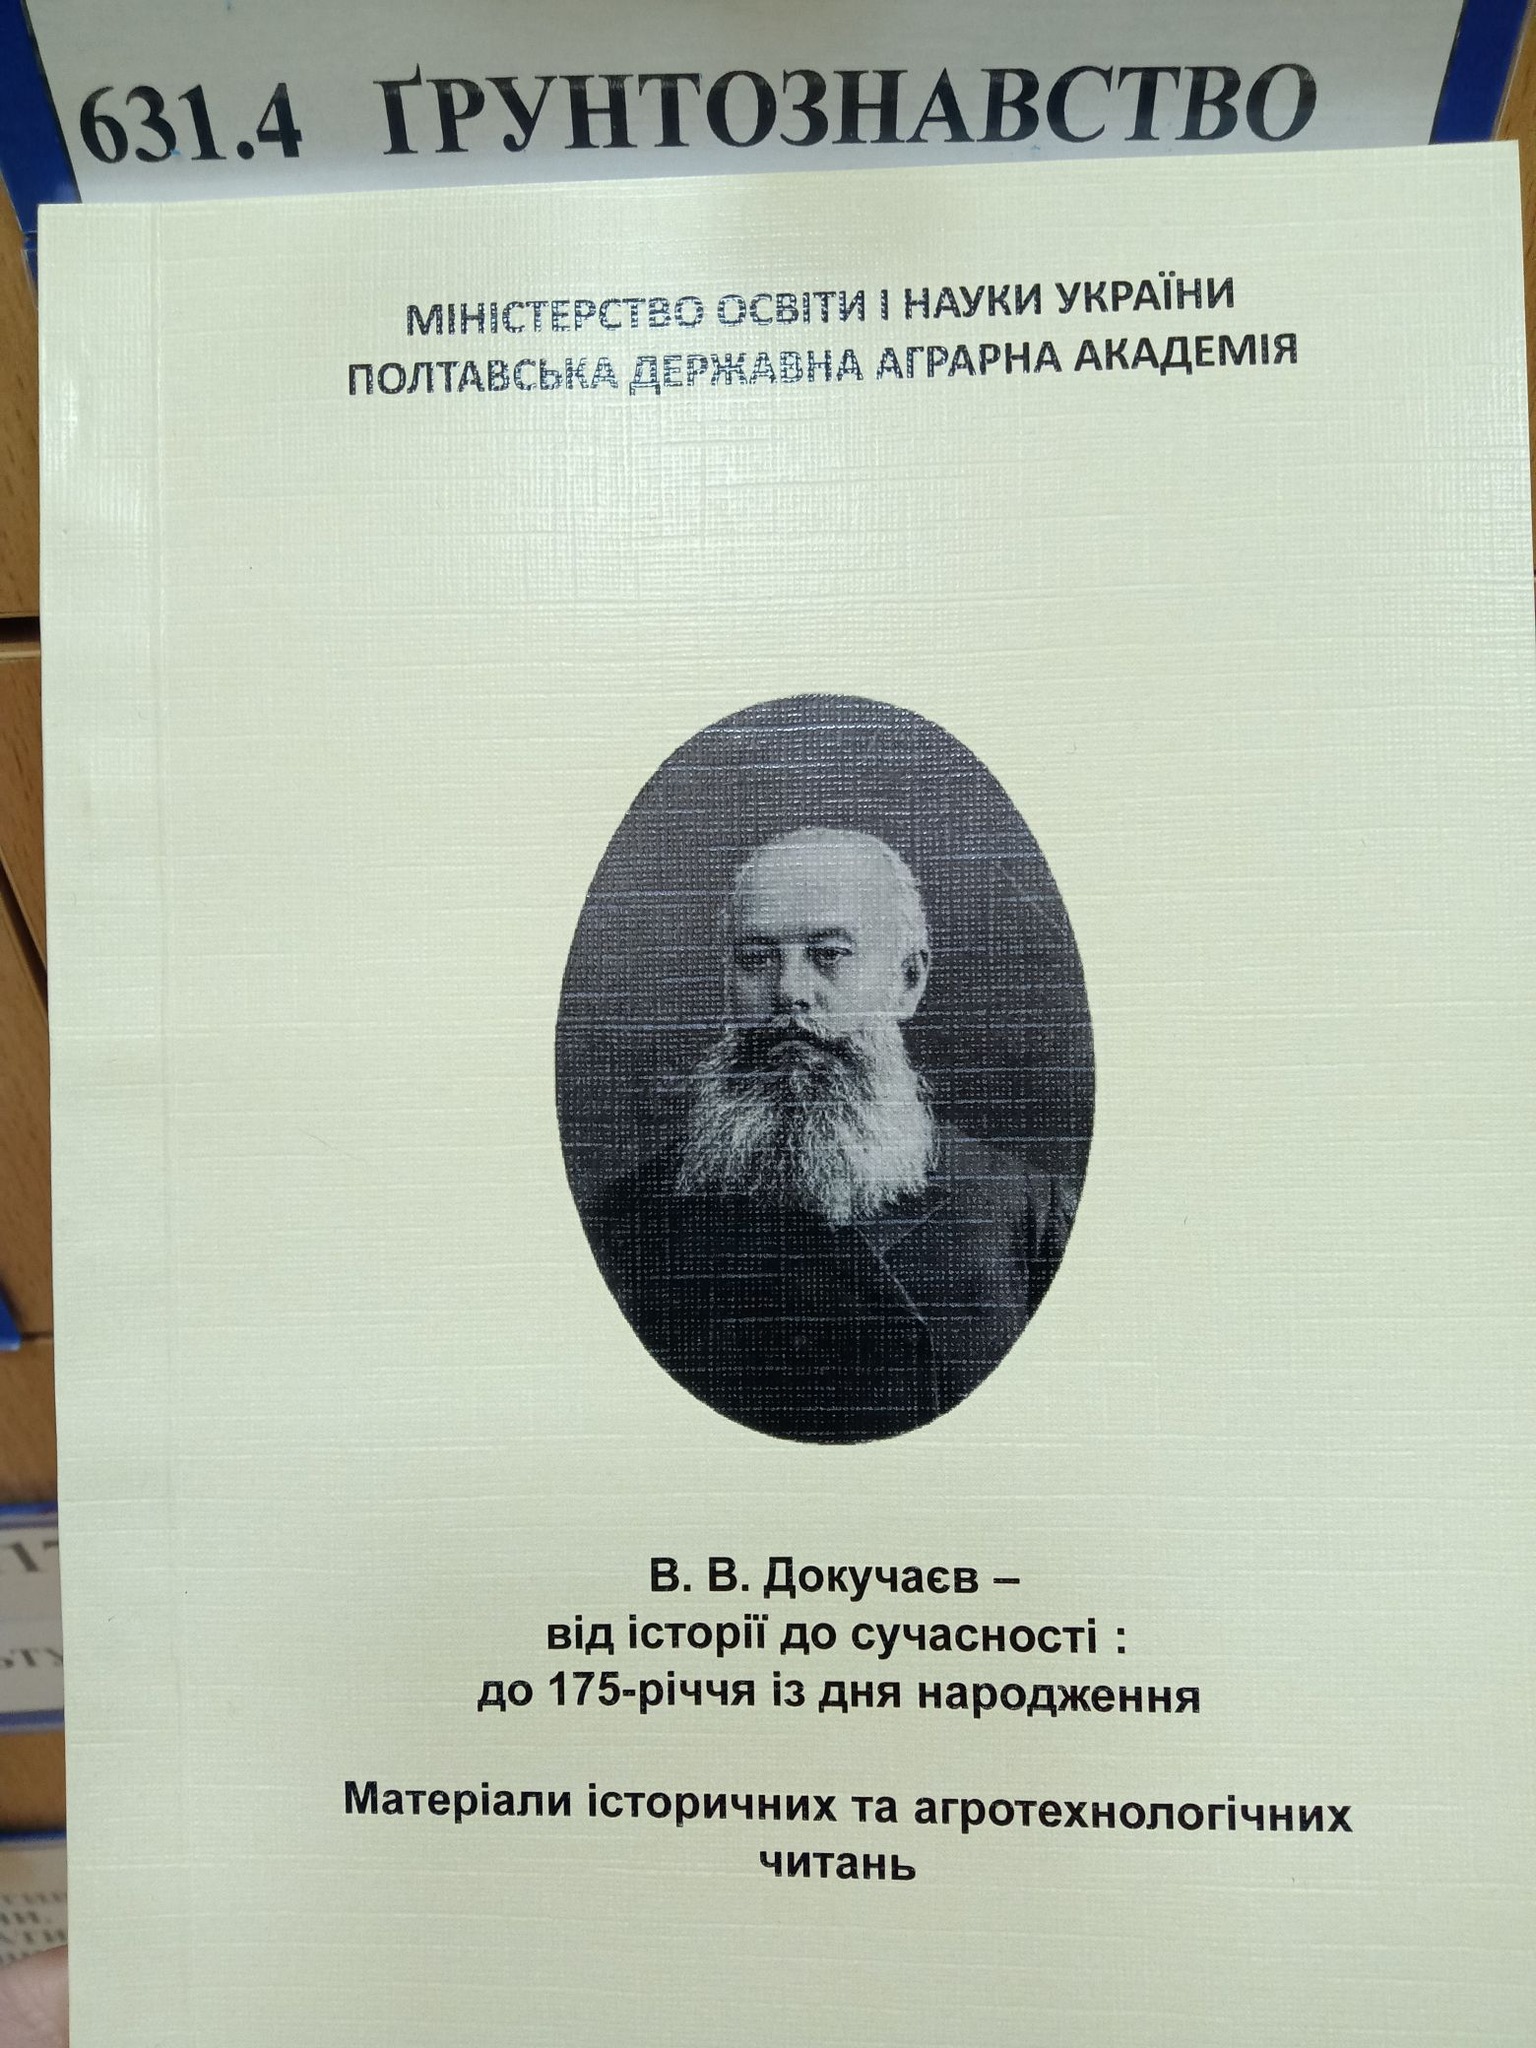 631.4 ҐРУНТОЗНАВСТВО
МІНІСТЕРСТВО ОСВІТИ І НАУКИ УКРАЇНИ
ПОЛТАВСЬКА ДЕРЖАВНА АГРАРНА АКАДЕМІЯ
В. В. Докучаєв –
від історії до сучасності :
до 175-річчя із дня народження
Матеріали історичних та агротехнологічних
читань